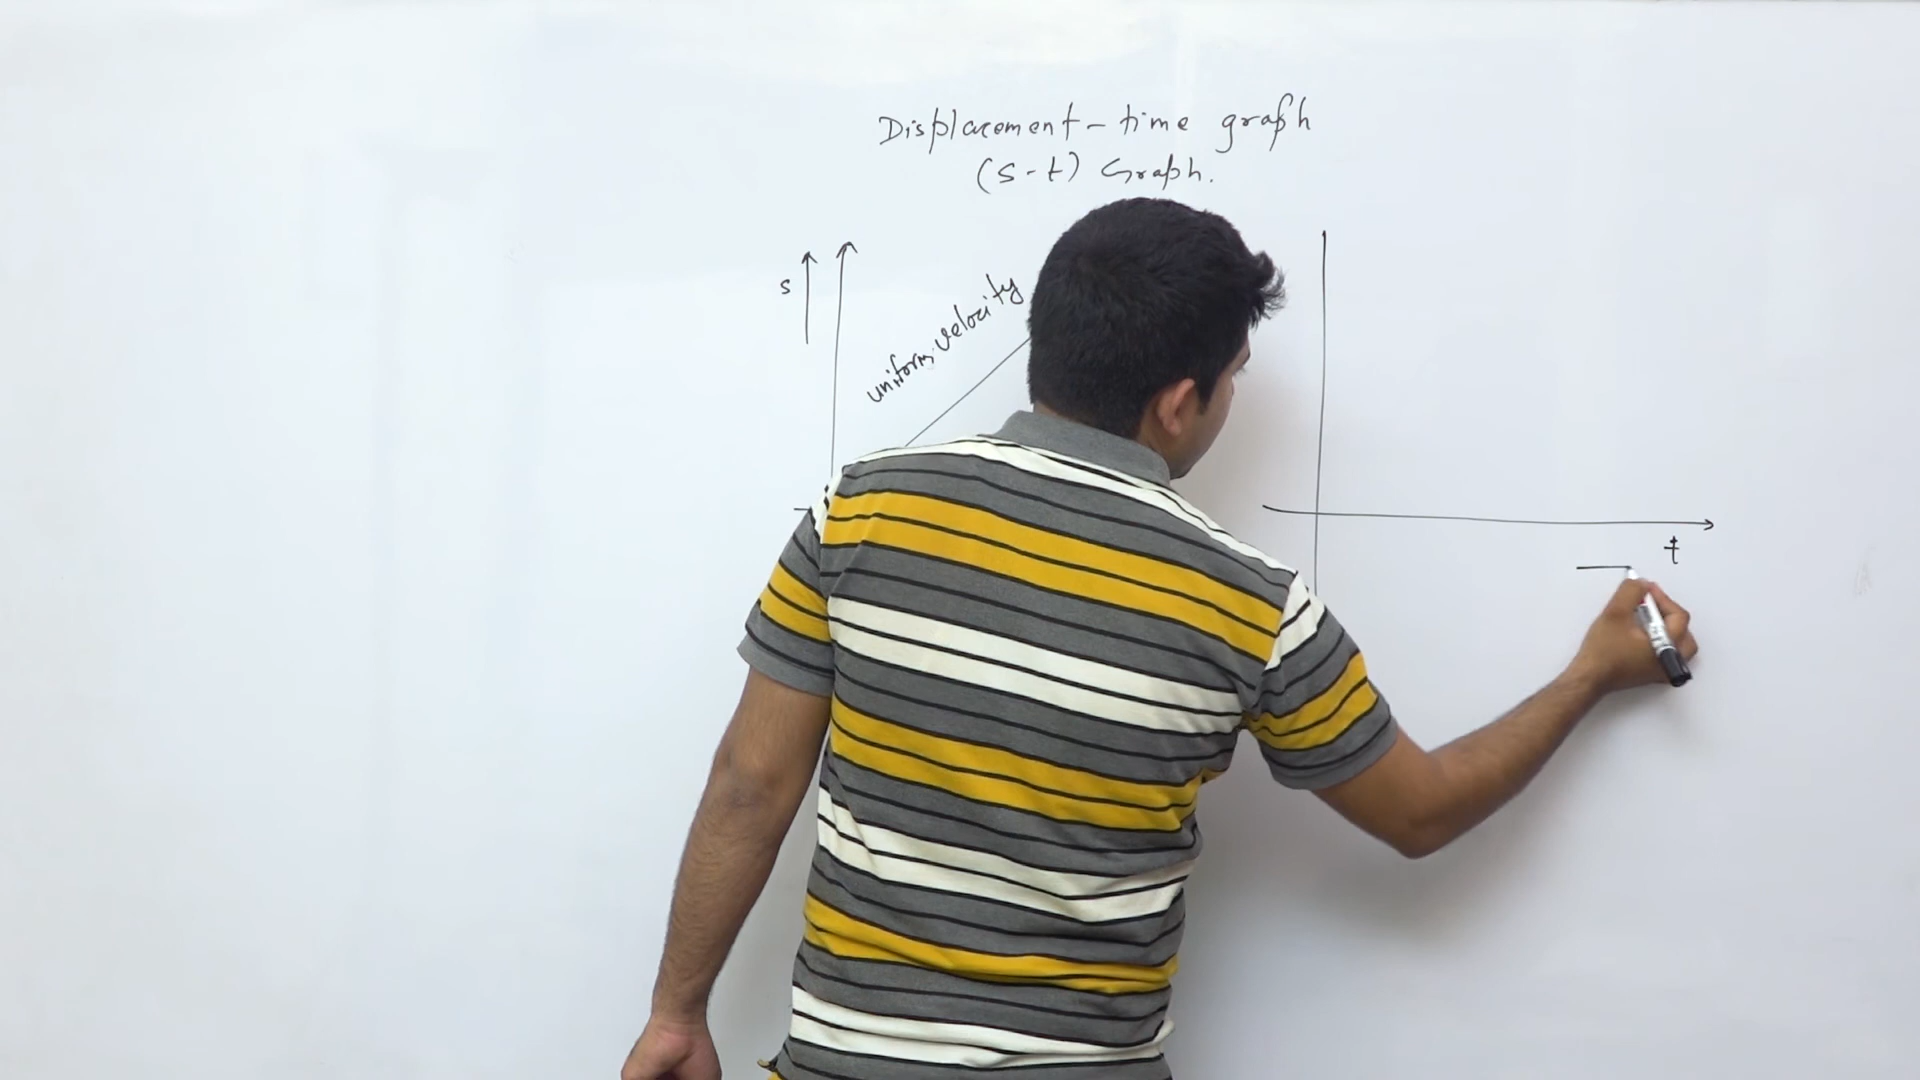 Displacement-time graph
(s-t) Graph.
s
uniform velocity
t